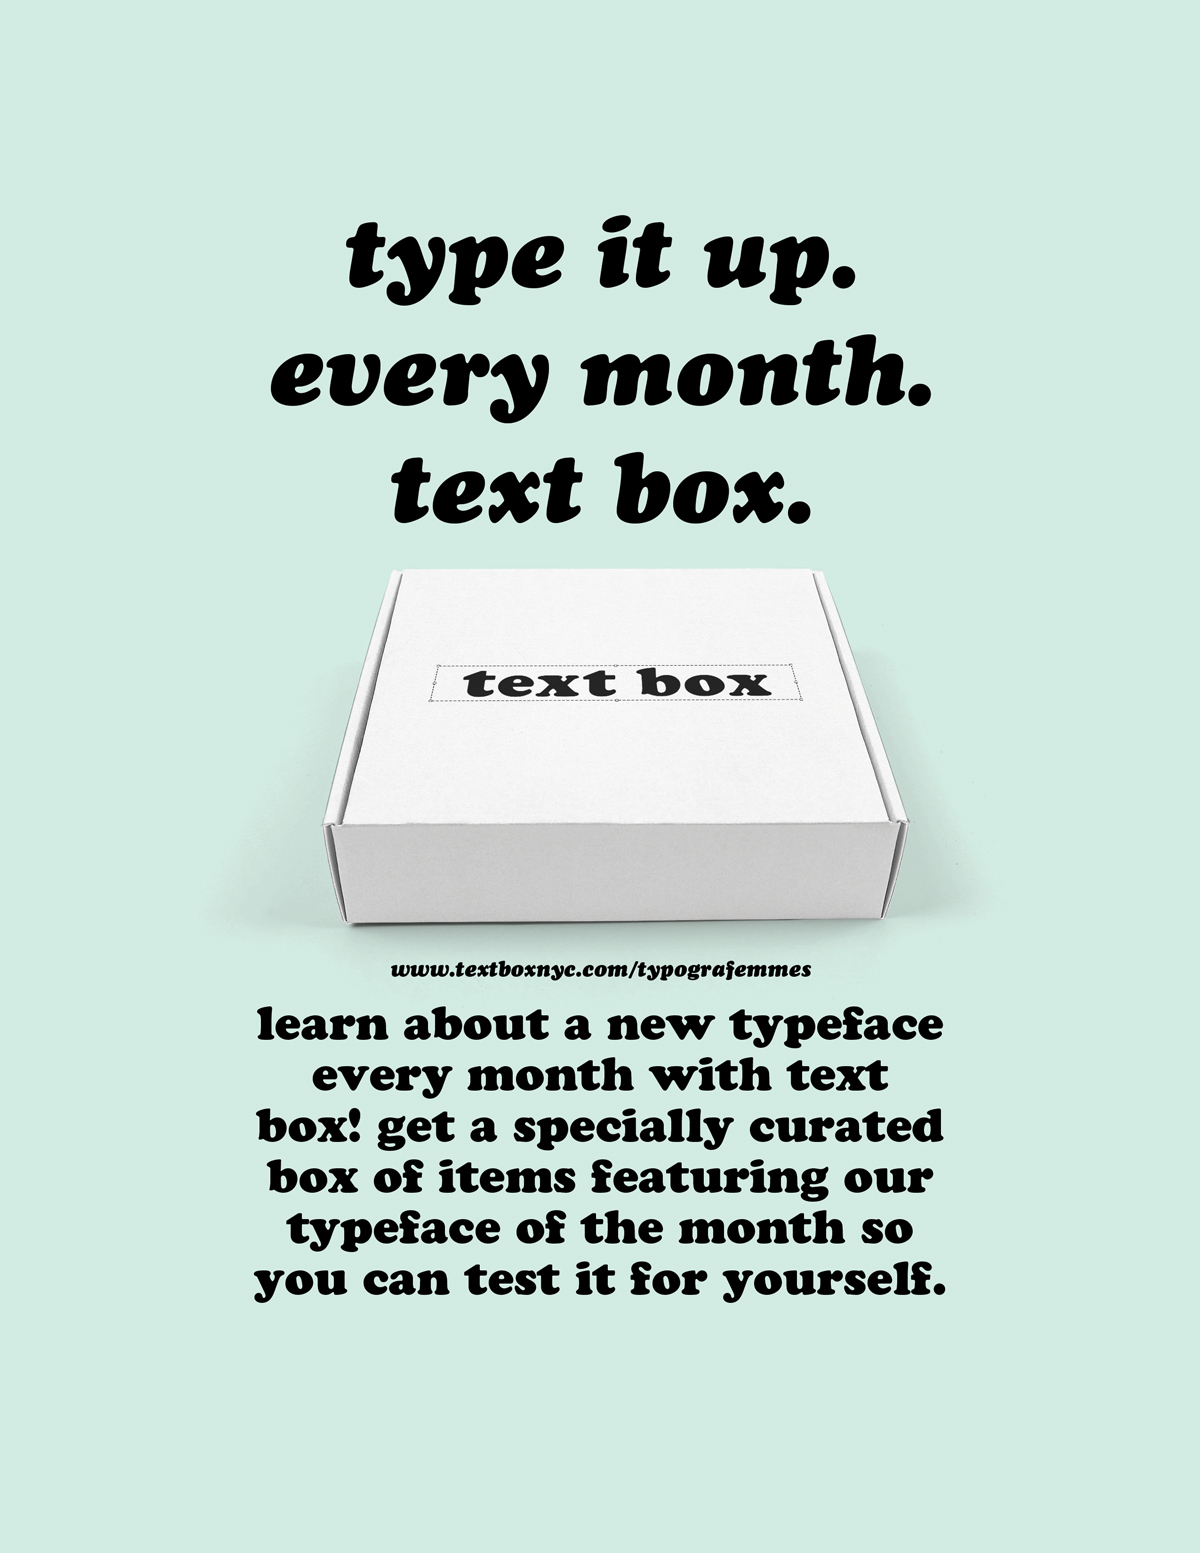 type it up.
every month.
text box.
text box
www.textboxnyc.com/typografemmes
learn about a new typeface
every month with text
box! get a specially curated
box of items featuring our
typeface of the month so
you can test it for yourself.